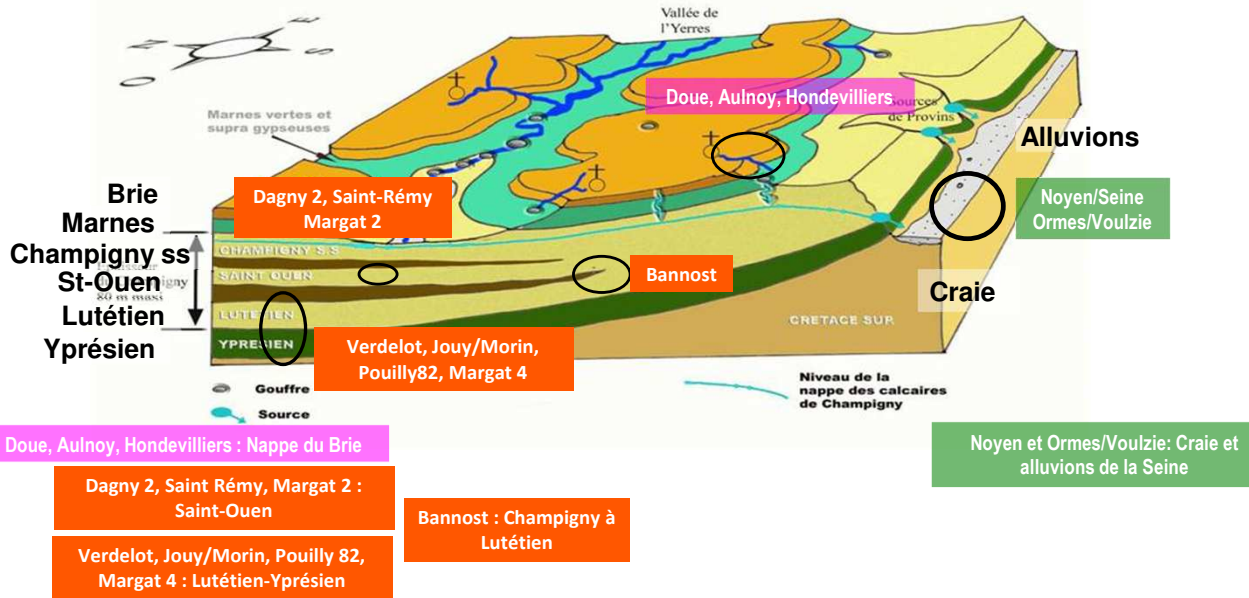 Vallée de
l'Yerres
E
N
S
O
Doue, Aulnoy, Hondevilliers
Sources
de Provins
Marnes vertes et
supra gypseuses
Alluvions
Brie
Dagny 2, Saint-Rémy
Margat 2
Noyen/Seine
Ormes/Voulzie
Marnes
Champigny ss
CHAMPIGNY S.S
St-Ouen
SAINT OUEN
Bannost
80 m maxi
Craie
Lutétien
LUTETIEN
CRETACE SUP.
Yprésien
YPRESIEN
Verdelot, Jouy/Morin,
Pouilly82, Margat 4
Gouffre
Source
Niveau de la
nappe des calcaires
de Champigny
Doue, Aulnoy, Hondevilliers : Nappe du Brie
Noyen et Ormes/Voulzie: Craie et
alluvions de la Seine
Dagny 2, Saint Rémy, Margat 2 :
Saint-Ouen
Bannost : Champigny à
Lutétien
Verdelot, Jouy/Morin, Pouilly 82,
Margat 4 : Lutétien-Yprésien